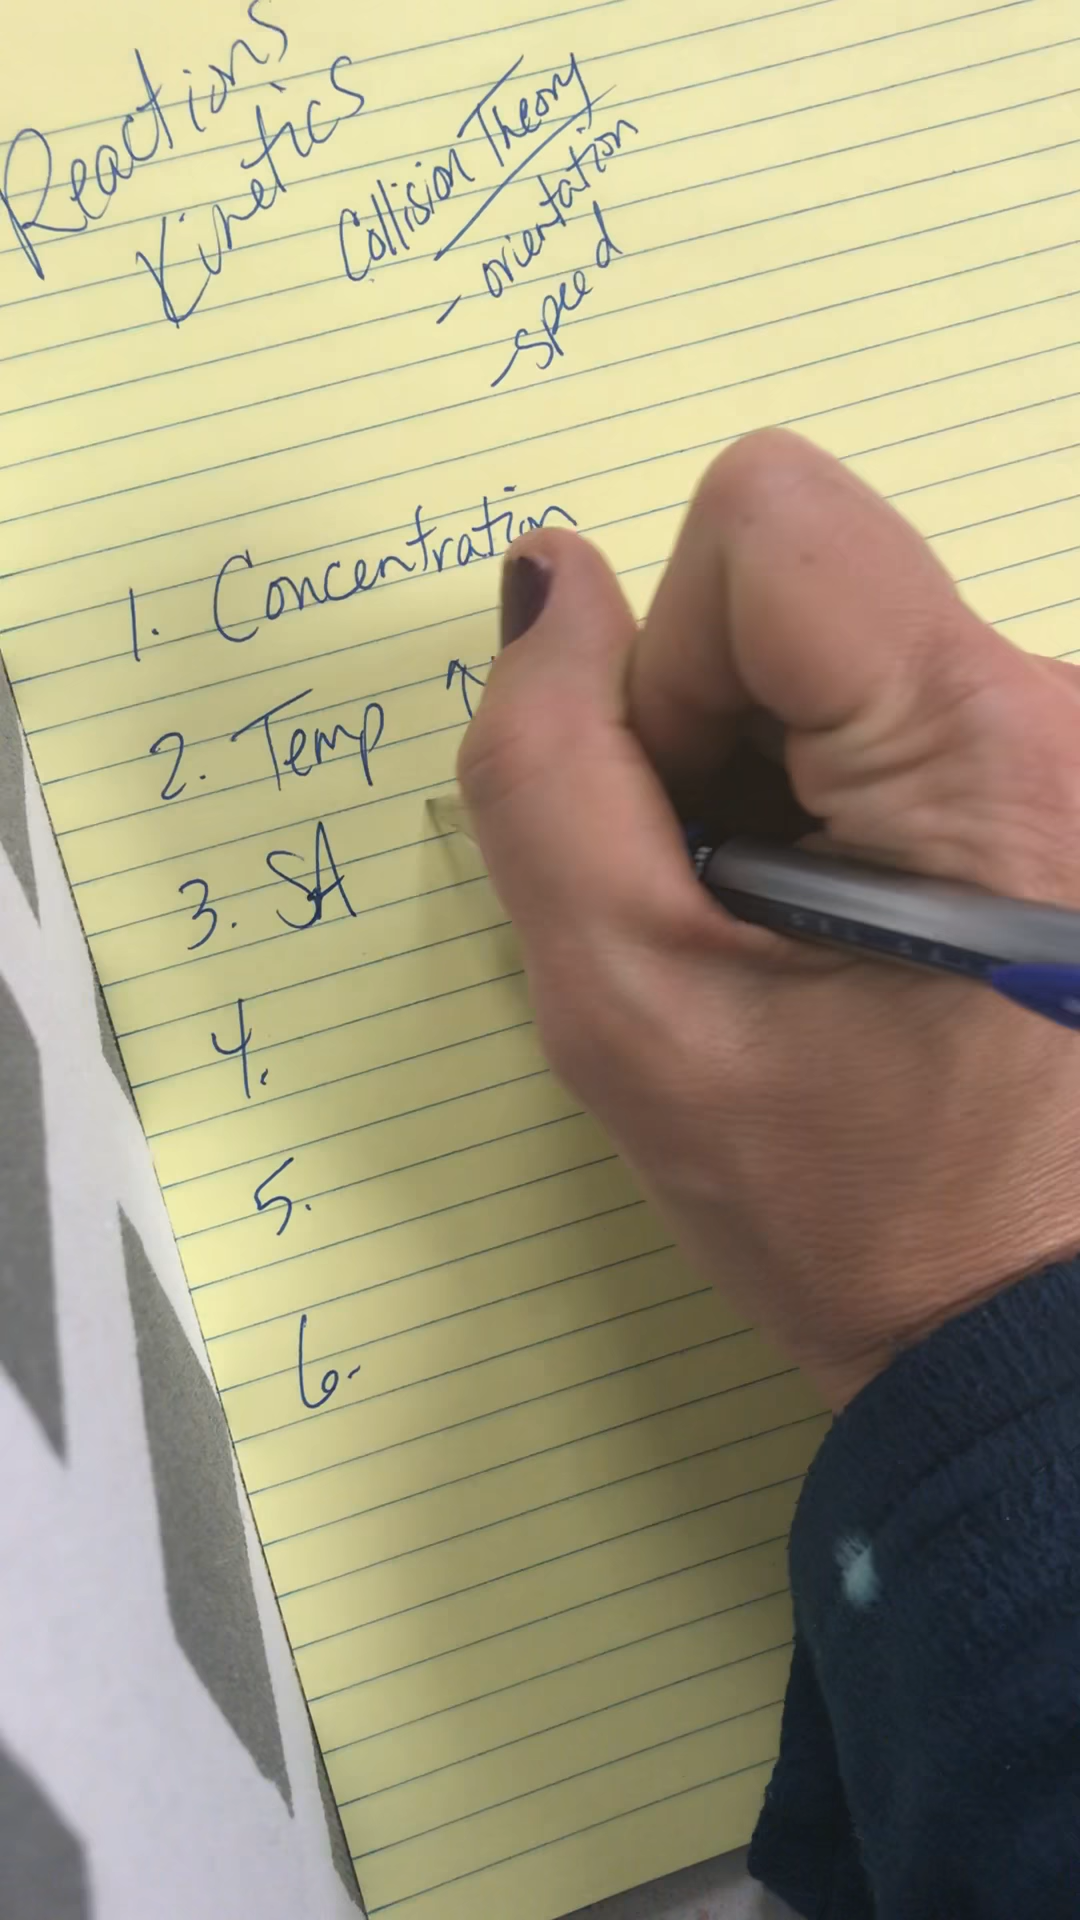 Reactions
Kinetics
Collision Theory
- orientation
- speed
1. Concentration
2. Temp ↑
3. SA
4.
5.
6.